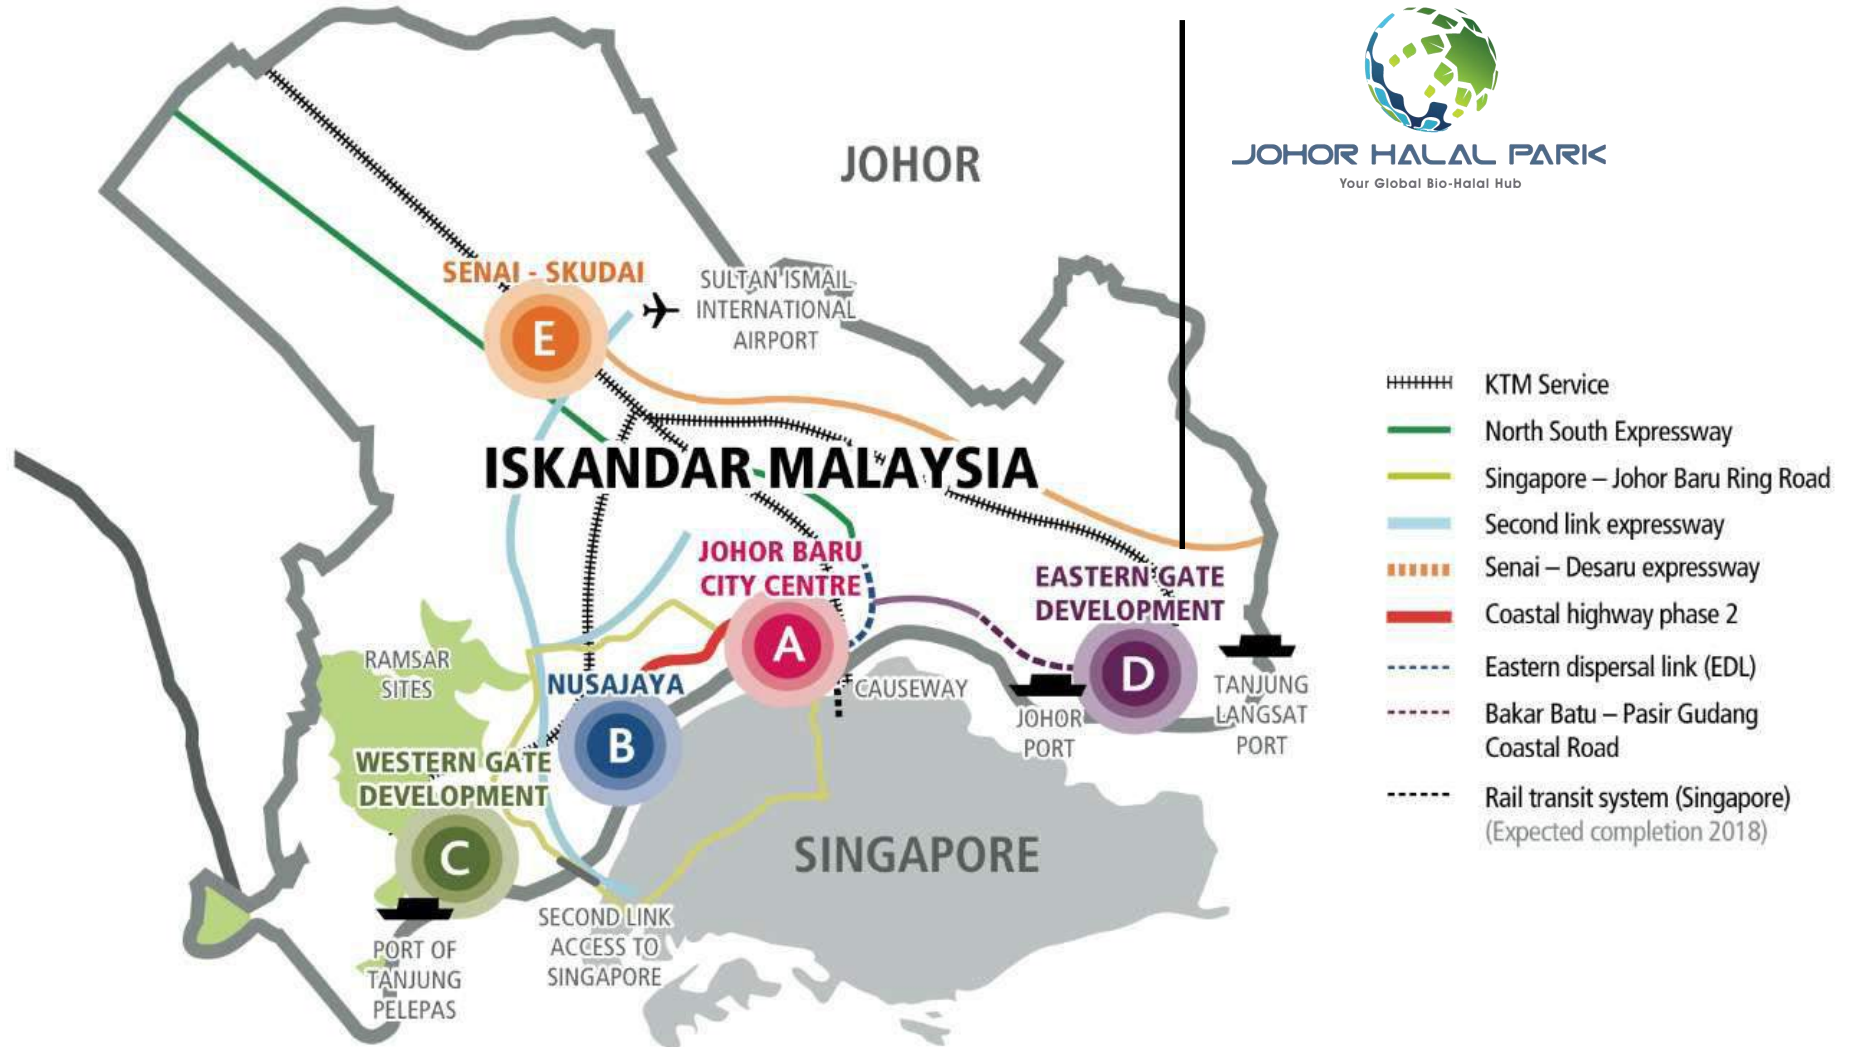 JOHOR
JOHOR HALAL PARK
Your Global Bio-Halal Hub
SENAI - SKUDAI
E
SULTAN ISMAIL
INTERNATIONAL
AIRPORT
ISKANDAR MALAYSIA
JOHOR BARU
CITY CENTRE
A
EASTERN GATE
DEVELOPMENT
D
RAMSAR
SITES
NUSAJAYA
B
CAUSEWAY
JOHOR
PORT
TANJUNG
LANGSAT
PORT
WESTERN GATE
DEVELOPMENT
C
SINGAPORE
SECOND LINK
ACCESS TO
SINGAPORE
PORT OF
TANJUNG
PELEPAS
KTM Service
North South Expressway
Singapore – Johor Baru Ring Road
Second link expressway
Senai – Desaru expressway
Coastal highway phase 2
Eastern dispersal link (EDL)
Bakar Batu – Pasir Gudang
Coastal Road
Rail transit system (Singapore)
(Expected completion 2018)